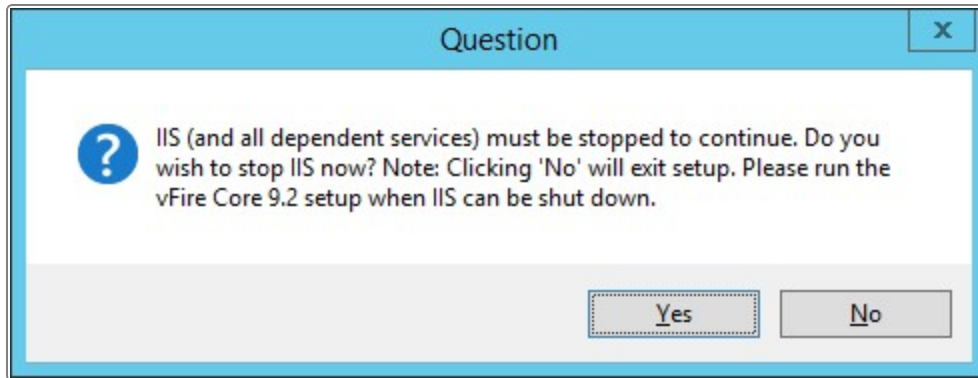 Question
x
?
IIS (and all dependent services) must be stopped to continue. Do you
wish to stop IIS now? Note: Clicking 'No' will exit setup. Please run the
vFire Core 9.2 setup when IIS can be shut down.
Yes
No